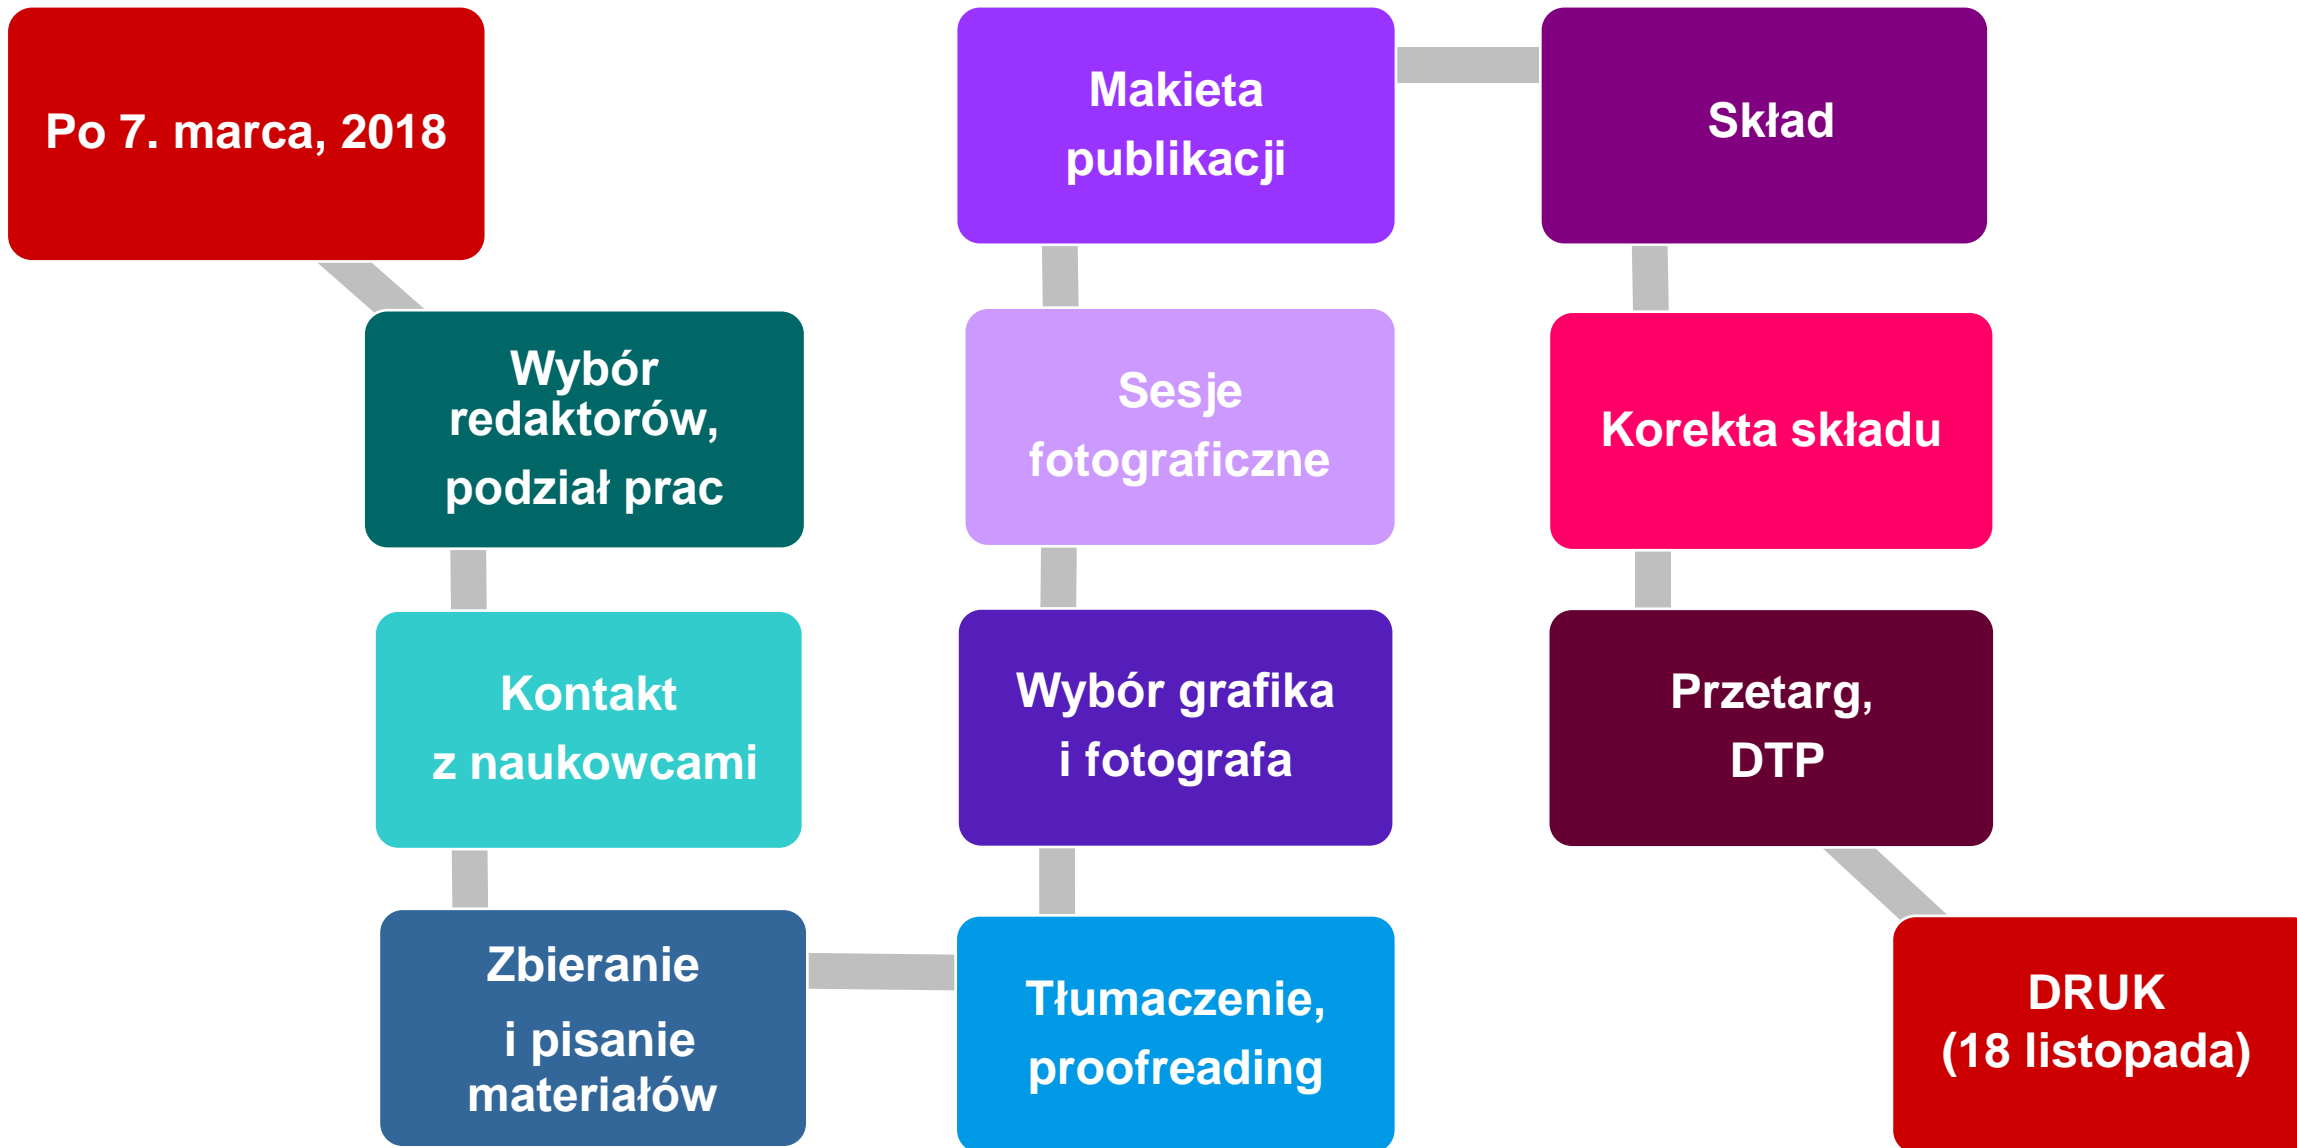 Po 7. marca, 2018
Wybór
redaktorów,
podział prac
Kontakt
z naukowcami
Zbieranie
i pisanie
materiałów
Tłumaczenie,
proofreading
Wybór grafika
i fotografa
Sesje
fotograficzne
Makieta
publikacji
Skład
Korekta składu
Przetarg,
DTP
DRUK
(18 listopada)